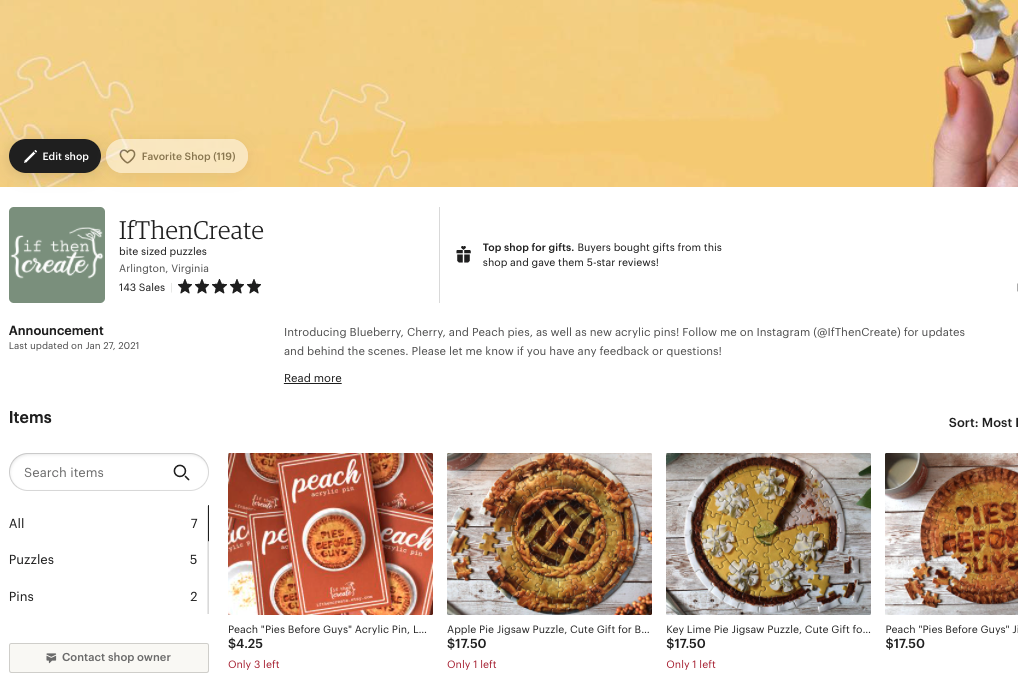 Edit shop
Favorite Shop (119)
{if then
create}
IfThenCreate
bite sized puzzles
Arlington, Virginia
143 Sales
Top shop for gifts. Buyers bought gifts from this
shop and gave them 5-star reviews!
Announcement
Last updated on Jan 27, 2021
Introducing Blueberry, Cherry, and Peach pies, as well as new acrylic pins! Follow me on Instagram (@IfThenCreate) for updates
and behind the scenes. Please let me know if you have any feedback or questions!
Read more
Items
Sort: Most
Search items
All 7
Puzzles 5
Pins 2
Contact shop owner
peach
acrylic pin
PIES
BEFORE
GUYS
{if then
create}
Peach "Pies Before Guys" Acrylic Pin, L...
$4.25
Only 3 left
Apple Pie Jigsaw Puzzle, Cute Gift for B...
$17.50
Only 1 left
Key Lime Pie Jigsaw Puzzle, Cute Gift fo...
$17.50
Only 1 left
PIES
BEFORE
GUYS
Peach "Pies Before Guys" Ji
$17.50